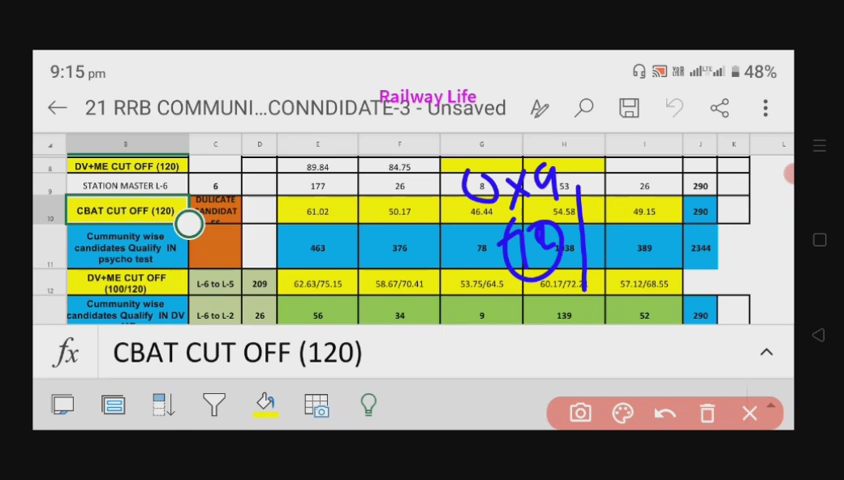 9:15 pm 48%
Railway Life
21 RRB COMMUNI...CONNDIDATE-3 - Unsaved
B C D E F G H I J K L
8 DV+ME CUT OFF (120) 89.84 84.75
9 STATION MASTER L-6 6 177 26 8 53 26 290
0x9
10 CBAT CUT OFF (120) DULICATE CANDIDAT 61.02 50.17 46.44 54.58 49.15 290
11 Cummunity wise candidates Qualify IN psycho test 463 376 78 389 2344
12 DV+ME CUT OFF (100/120) L-6 to L-5 209 62.63/75.15 58.67/70.41 53.75/64.5 57.12/68.55
Cummunity wise candidates Qualify IN DV L-6 to L-2 26 56 34 9 139 52 290
fx CBAT CUT OFF (120)